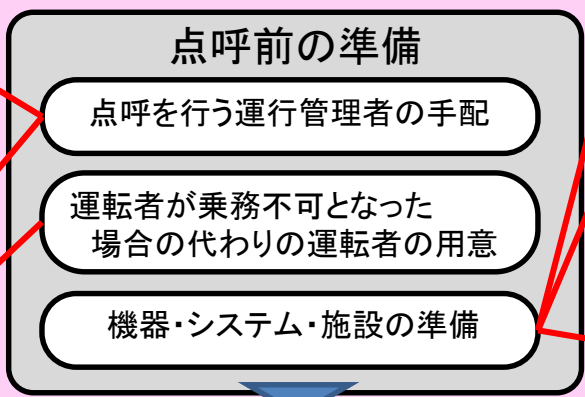 点呼前の準備
点呼を行う運行管理者の手配
運転者が乗務不可となった
場合の代わりの運転者の用意
機器・システム・施設の準備